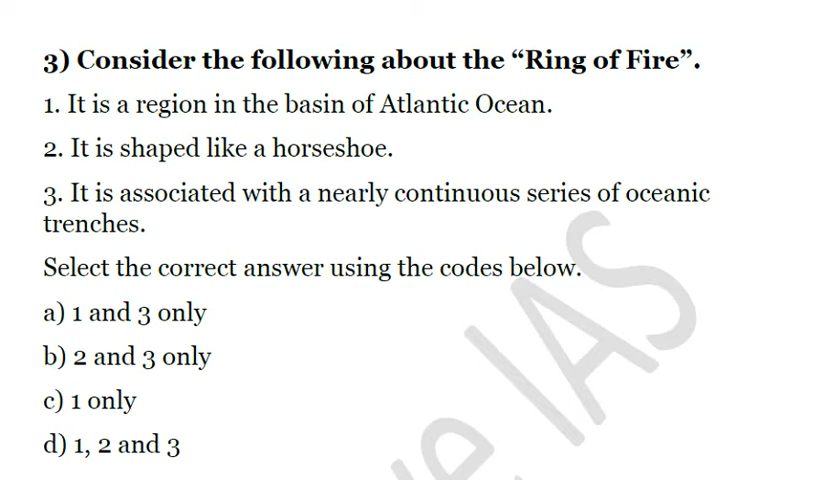 3) Consider the following about the “Ring of Fire”.
1. It is a region in the basin of Atlantic Ocean.
2. It is shaped like a horseshoe.
3. It is associated with a nearly continuous series of oceanic
trenches.
Select the correct answer using the codes below.
a) 1 and 3 only
b) 2 and 3 only
c) 1 only
d) 1, 2 and 3
IAS